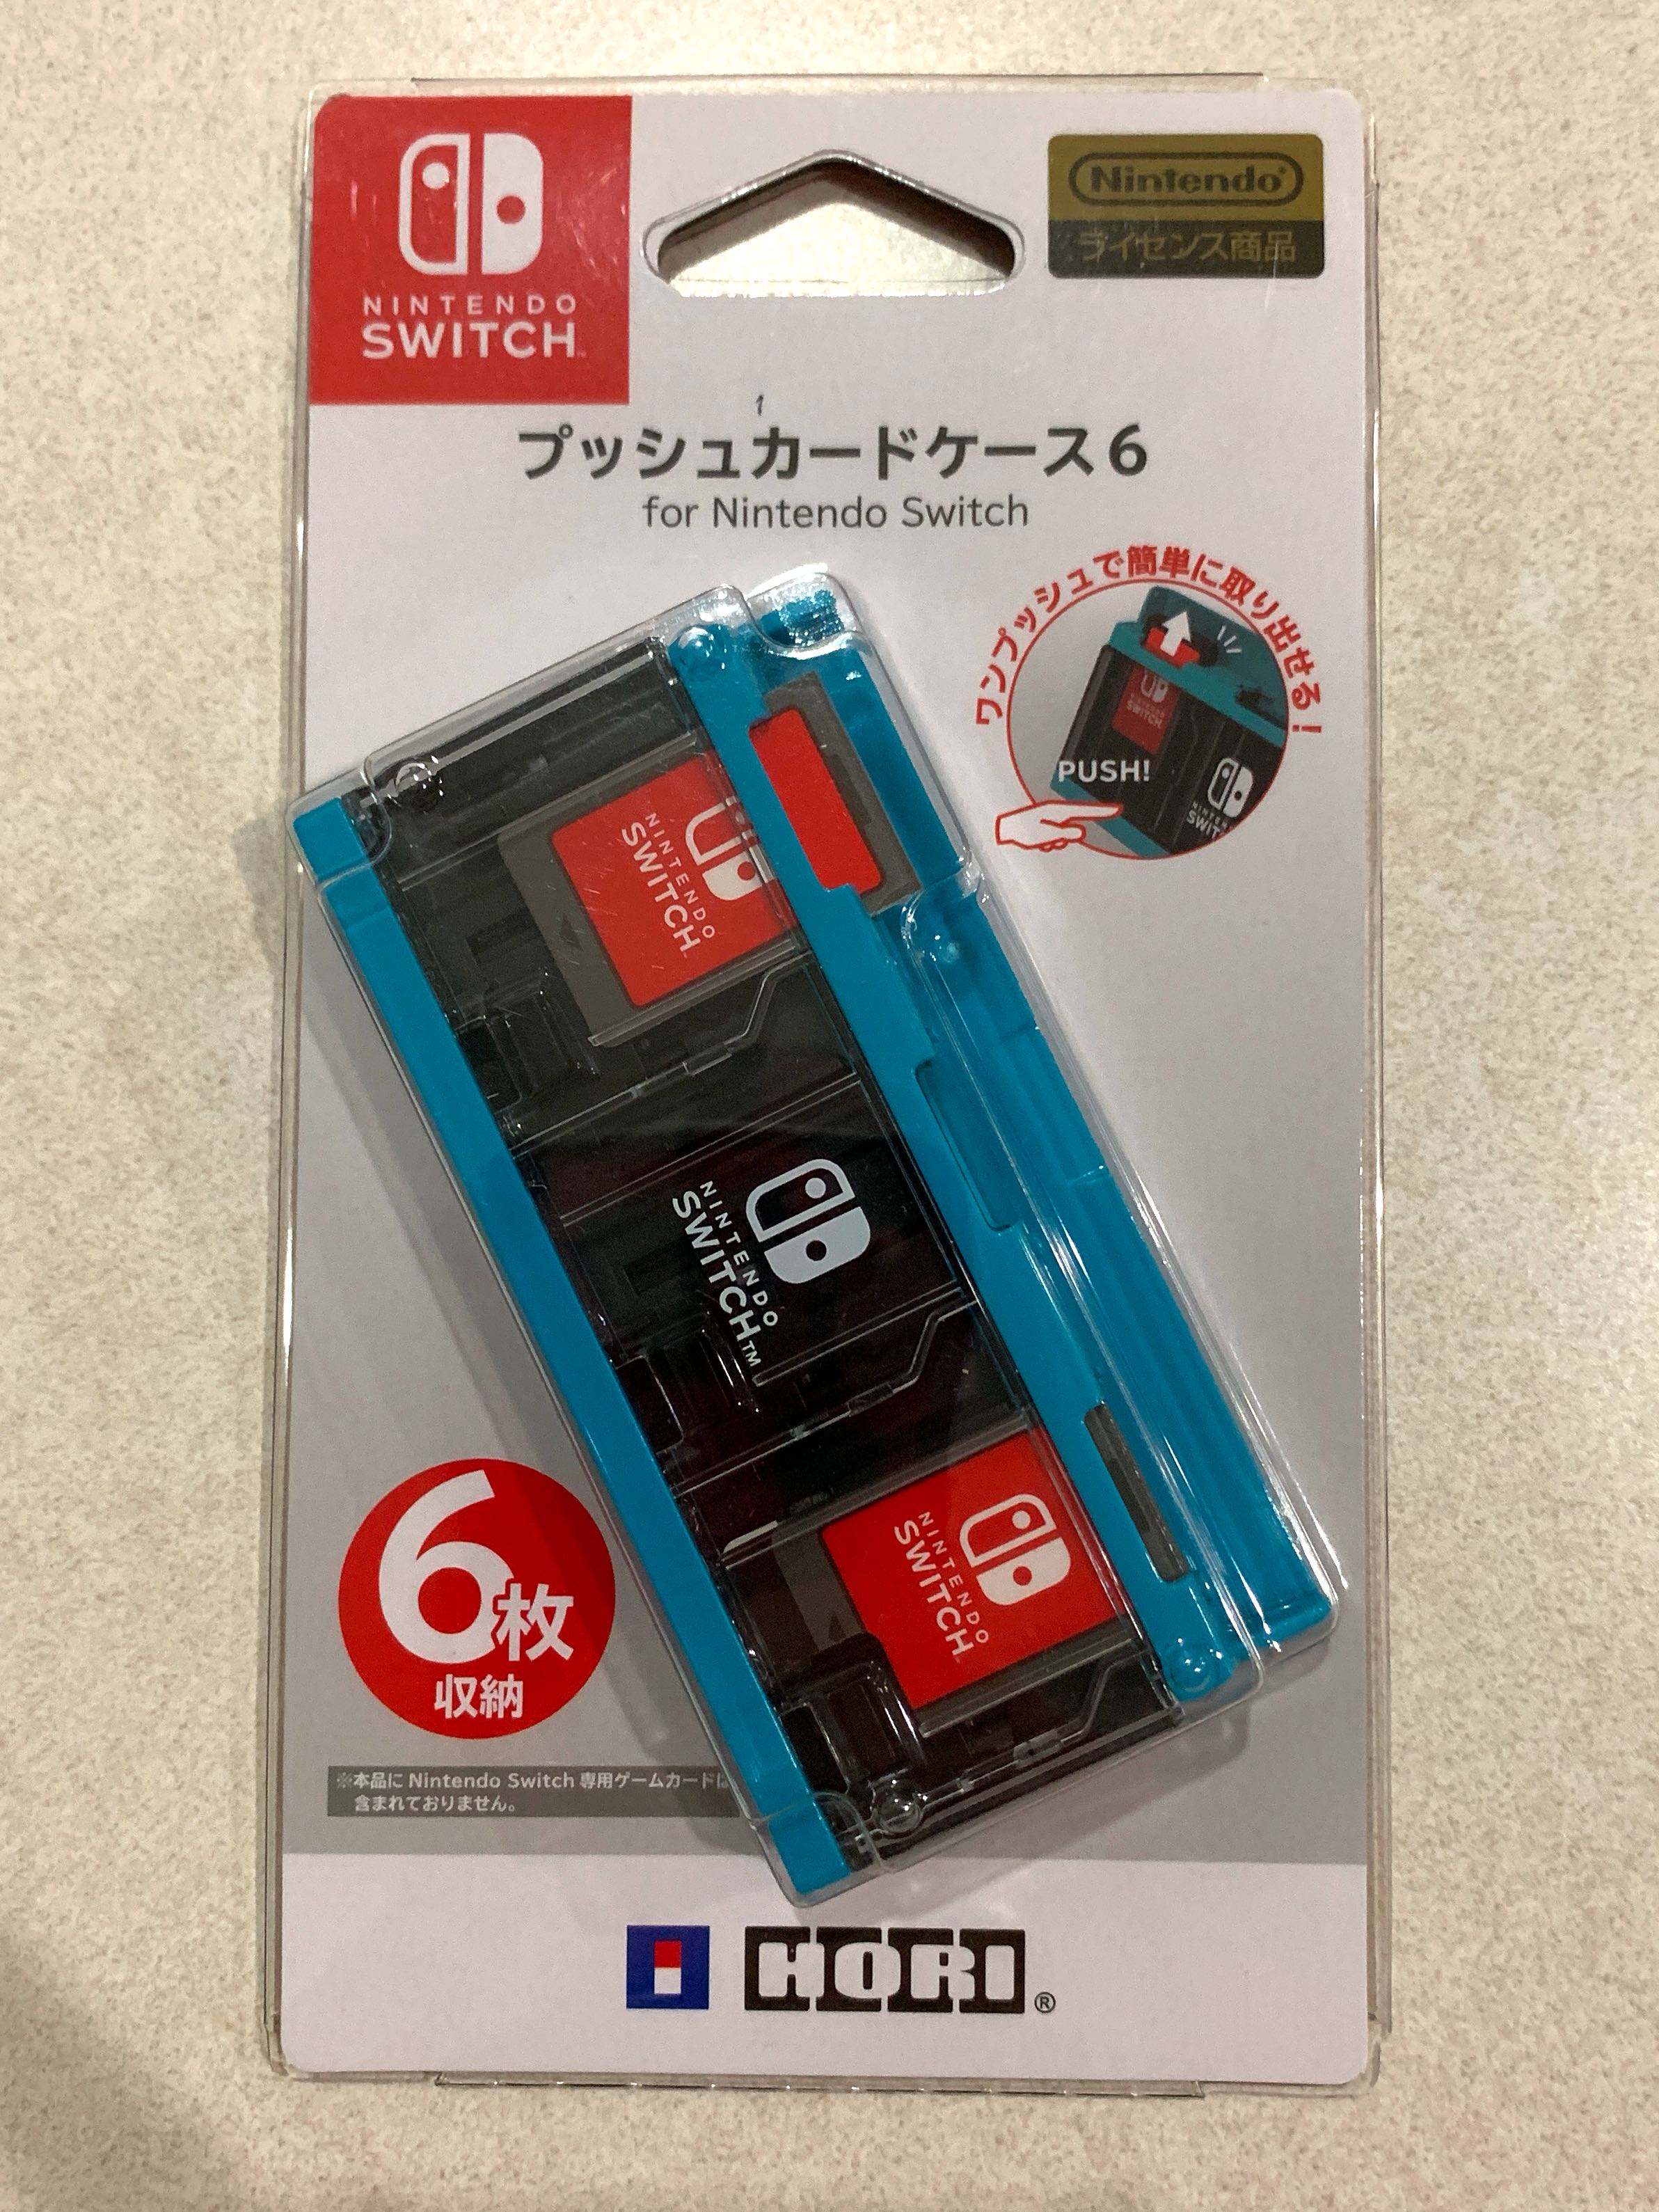 NINTENDO
SWITCH™
Nintendo®
ライセンス商品
プッシュカードケース6
for Nintendo Switch
ワンプッシュで簡単に取り出せる!
NINTENDO
SWITCH
PUSH!
NINTENDO
SWITCH
NINTENDO
SWITCH™
NINTENDO
SWITCH
6枚
収納
※本品に Nintendo Switch 専用ゲームカードは
含まれておりません。
HORI®